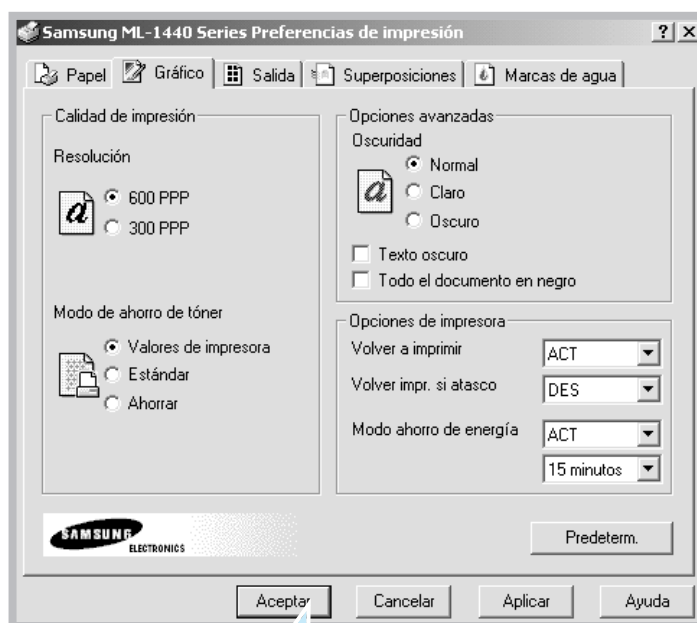 Samsung ML-1440 Series Preferencias de impresión
Papel Gráfico Salida Superposiciones Marcas de agua
Calidad de impresión
Resolución
a
600 PPP
300 PPP
Modo de ahorro de tóner
Valores de impresora
Estándar
Ahorrar
Opciones avanzadas
Oscuridad
a
Normal
Claro
Oscuro
Texto oscuro
Todo el documento en negro
Opciones de impresora
Volver a imprimir ACT
Volver impr. si atasco DES
Modo ahorro de energía ACT
15 minutos
SAMSUNG
ELECTRONICS
Predeterm.
Aceptar Cancelar Aplicar Ayuda